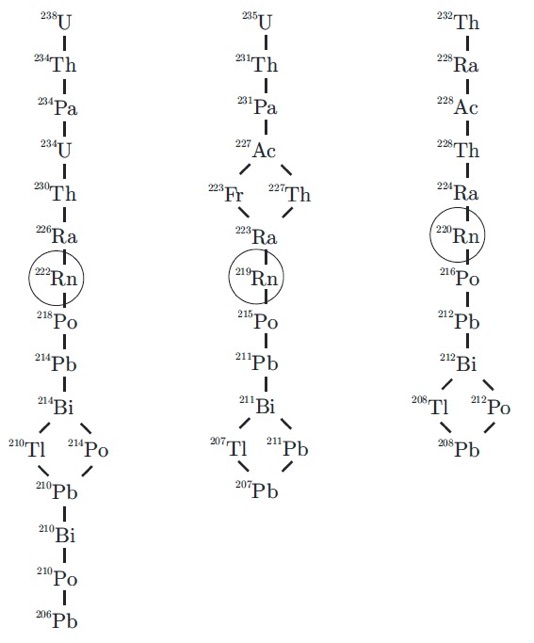 ²³⁸U
²³⁴Th
²³⁴Pa
²³⁴U
²³⁰Th
²²⁶Ra
²²²Rn
²¹⁸Po
²¹⁴Pb
²¹⁴Bi
²¹⁰Tl ²¹⁴Po
²¹⁰Pb
²¹⁰Bi
²¹⁰Po
²⁰⁶Pb
²³⁵U
²³¹Th
²³¹Pa
²²⁷Ac
²²³Fr ²²⁷Th
²²³Ra
²¹⁹Rn
²¹⁵Po
²¹¹Pb
²¹¹Bi
²⁰⁷Tl ²¹¹Pb
²⁰⁷Pb
²³²Th
²²⁸Ra
²²⁸Ac
²²⁸Th
²²⁴Ra
²²⁰Rn
²¹⁶Po
²¹²Pb
²¹²Bi
²⁰⁸Tl ²¹²Po
²⁰⁸Pb